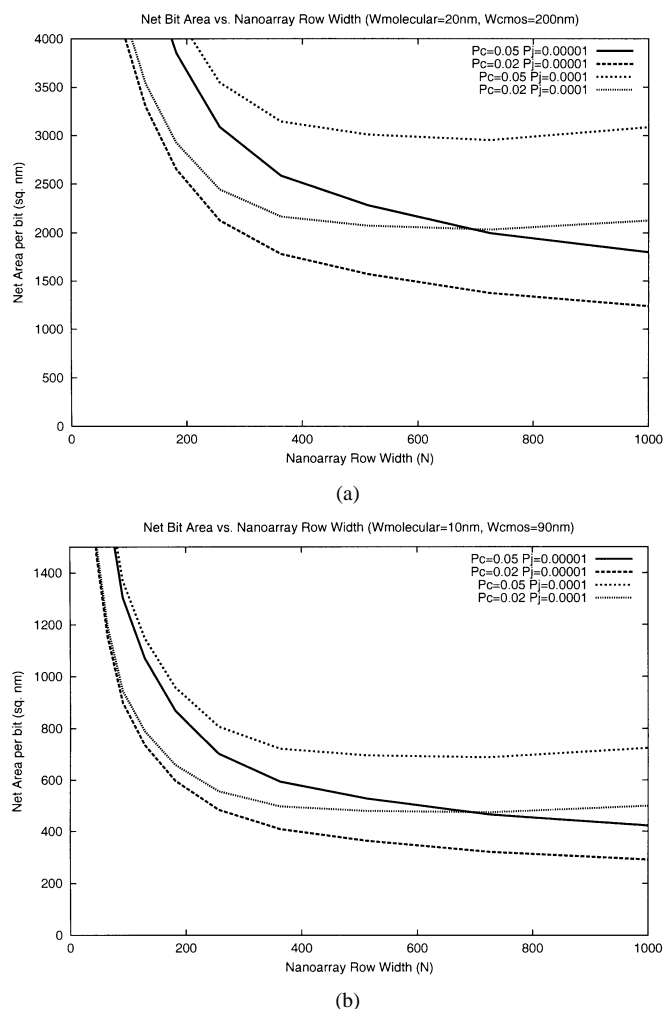 Net Bit Area vs. Nanoarray Row Width (Wmolecular=20nm, Wcmos=200nm)
Pc=0.05 Pj=0.00001
Pc=0.02 Pj=0.00001
Pc=0.05 Pj=0.0001
Pc=0.02 Pj=0.0001
Net Area per bit (sq. nm)
4000
3500
3000
2500
2000
1500
1000
500
0
0 200 400 600 800 1000
Nanoarray Row Width (N)
(a)
Net Bit Area vs. Nanoarray Row Width (Wmolecular=10nm, Wcmos=90nm)
Pc=0.05 Pj=0.00001
Pc=0.02 Pj=0.00001
Pc=0.05 Pj=0.0001
Pc=0.02 Pj=0.0001
Net Area per bit (sq. nm)
1400
1200
1000
800
600
400
200
0
0 200 400 600 800 1000
Nanoarray Row Width (N)
(b)